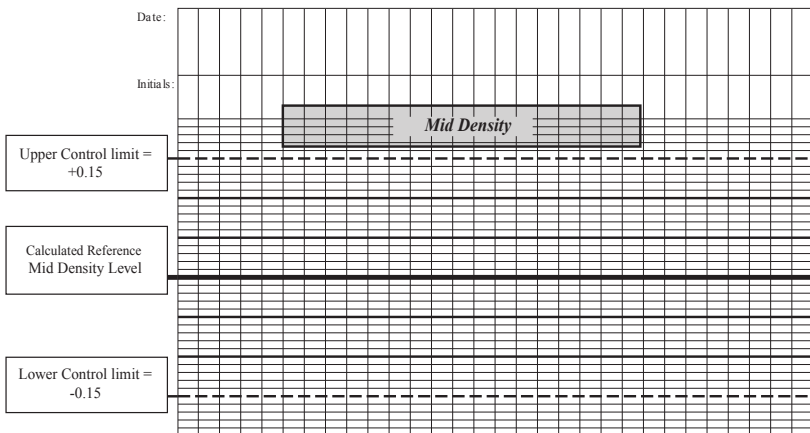 Date:
Initials:
Mid Density
Upper Control limit =
+0.15
Calculated Reference
Mid Density Level
Lower Control limit =
-0.15